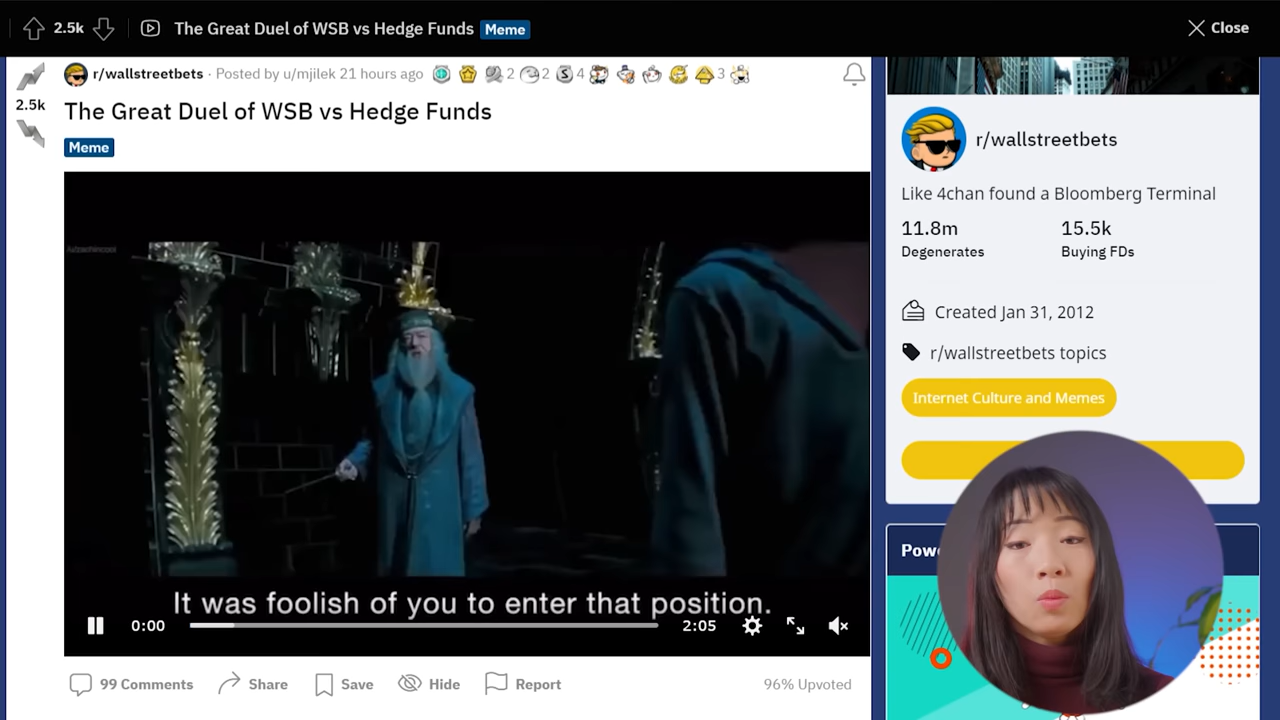 2.5k The Great Duel of WSB vs Hedge Funds Meme Close
r/wallstreetbets · Posted by u/mjilek 21 hours ago 2 2 S 4 3
2.5k
The Great Duel of WSB vs Hedge Funds
Meme
It was foolish of you to enter that position.
0:00 2:05
99 Comments Share Save Hide Report 96% Upvoted
r/wallstreetbets
Like 4chan found a Bloomberg Terminal
11.8m 15.5k
Degenerates Buying FDs
Created Jan 31, 2012
r/wallstreetbets topics
Internet Culture and Memes